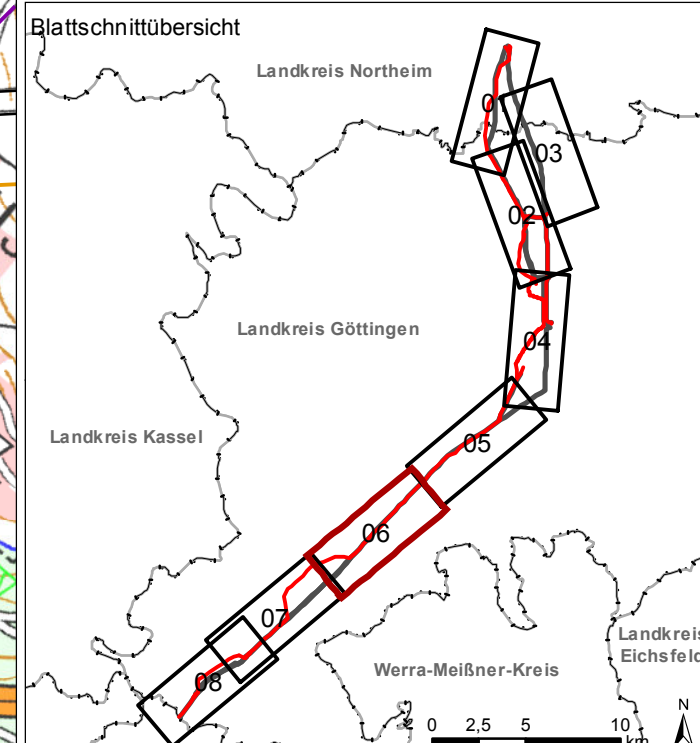 Blattschnittübersicht
Landkreis Northeim
0
03
02
Landkreis Göttingen
04
Landkreis Kassel
05
06
07
Landkreis
Eichsfeld
Werra-Meißner-Kreis
08
N
0 2,5 5 10
km